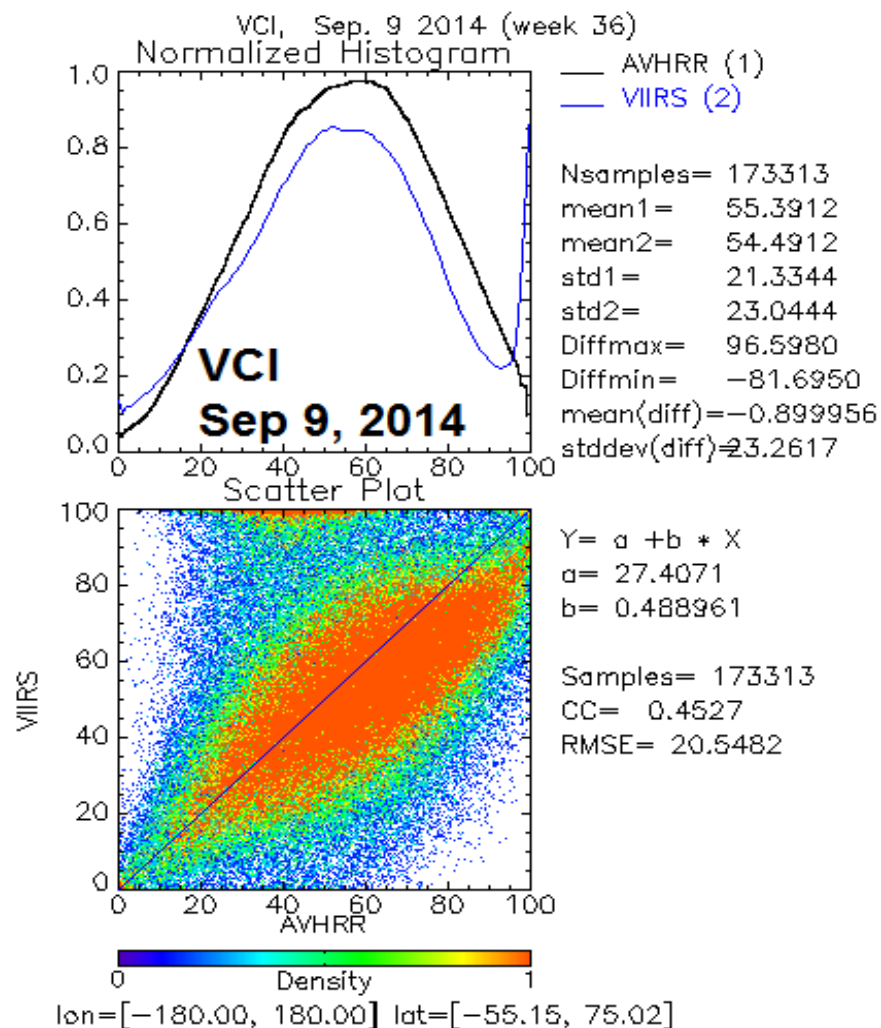 VCI, Sep. 9 2014 (week 36)
Normalized Histogram
AVHRR (1)
VIIRS (2)
1.0
0.8
0.6
0.4
0.2
0.0
0 20 40 60 80 100
VCI
Sep 9, 2014
Nsamples= 173313
mean1= 55.3912
mean2= 54.4912
std1= 21.3344
std2= 23.0444
Diffmax= 96.5980
Diffmin= -81.6950
mean(diff)=-0.899956
stddev(diff)=23.2617
Scatter Plot
100
80
60
40
20
0
VIIRS
0 20 40 60 80 100
AVHRR
Y= a +b * X
a= 27.4071
b= 0.488961
Samples= 173313
CC= 0.4527
RMSE= 20.5482
0 Density 1
lon=[-180.00, 180.00] lat=[-55.15, 75.02]